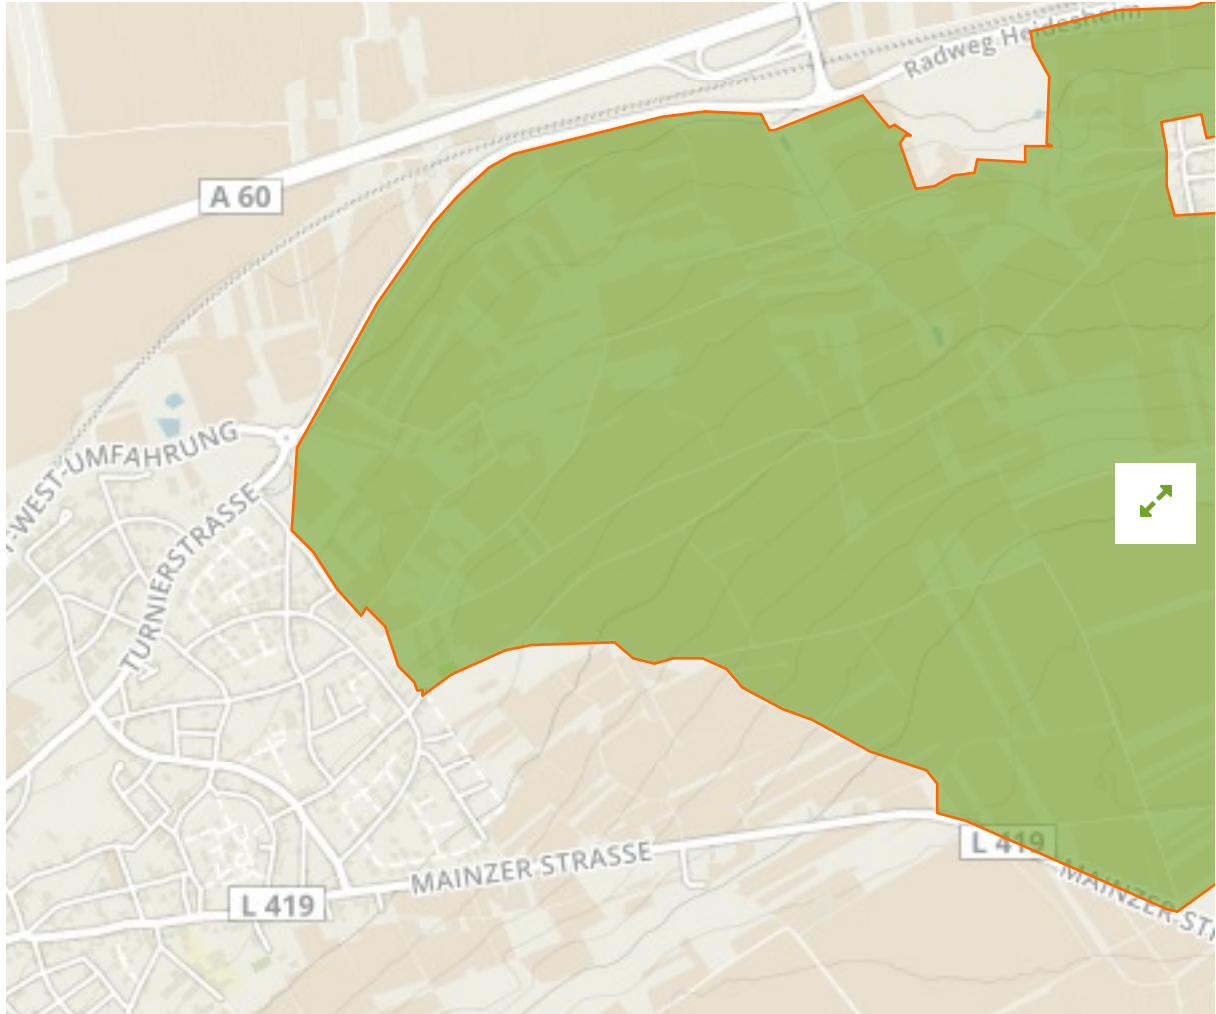 Radweg Heidesheim
A 60
T-WEST-UMFAHRUNG
TURNIERSTRASSE
L 419
MAINZER STRASSE
L 419
MAINZER-STR